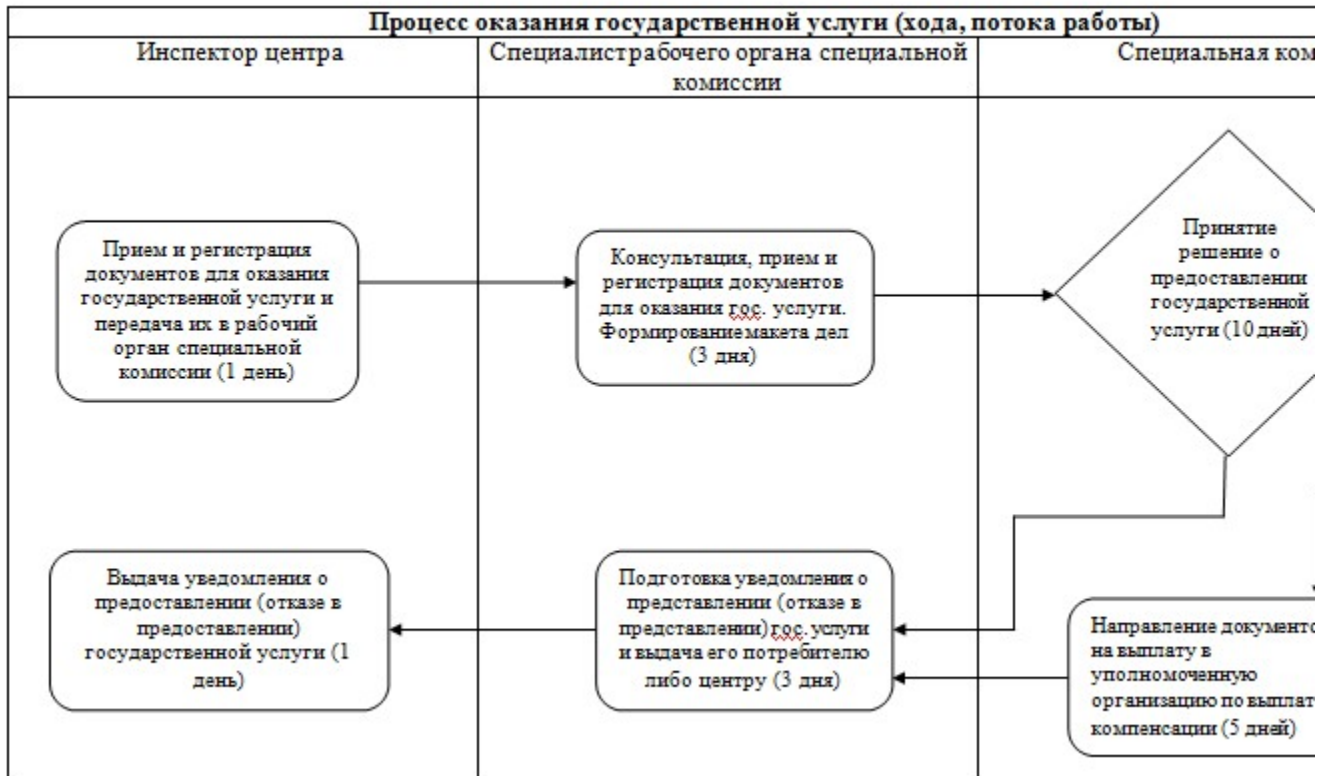 Процесс оказания государственной услуги (хода, потока работы)
Инспектор центра
Специалистрабочего органа специальной
комиссии
Специальная ком
Прием и регистрация
документов для оказания
государственной услуги и
передача их в рабочий
орган специальной
комиссии (1 день)
Консультация, прием и
регистрация документов
для оказания гос. услуги.
Формирование макета дел
(3 дня)
Принятие
решение о
предоставлении
государственной
услуги (10 дней)
Выдача уведомления о
предоставлении (отказе в
предоставлении)
государственной услуги (1
день)
Подготовка уведомления о
представлении (отказе в
представлении) гос. услуги
и выдача его потребителю
либо центру (3 дня)
Направление документо
на выплату в
уполномоченную
организацию по выплат
компенсации (5 дней)